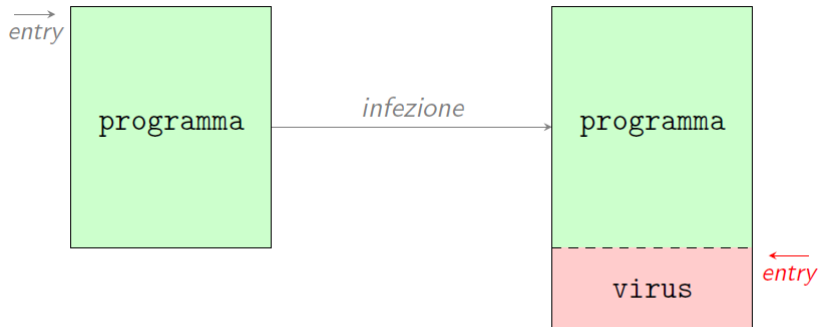 entry
programma
infezione
programma
entry
virus